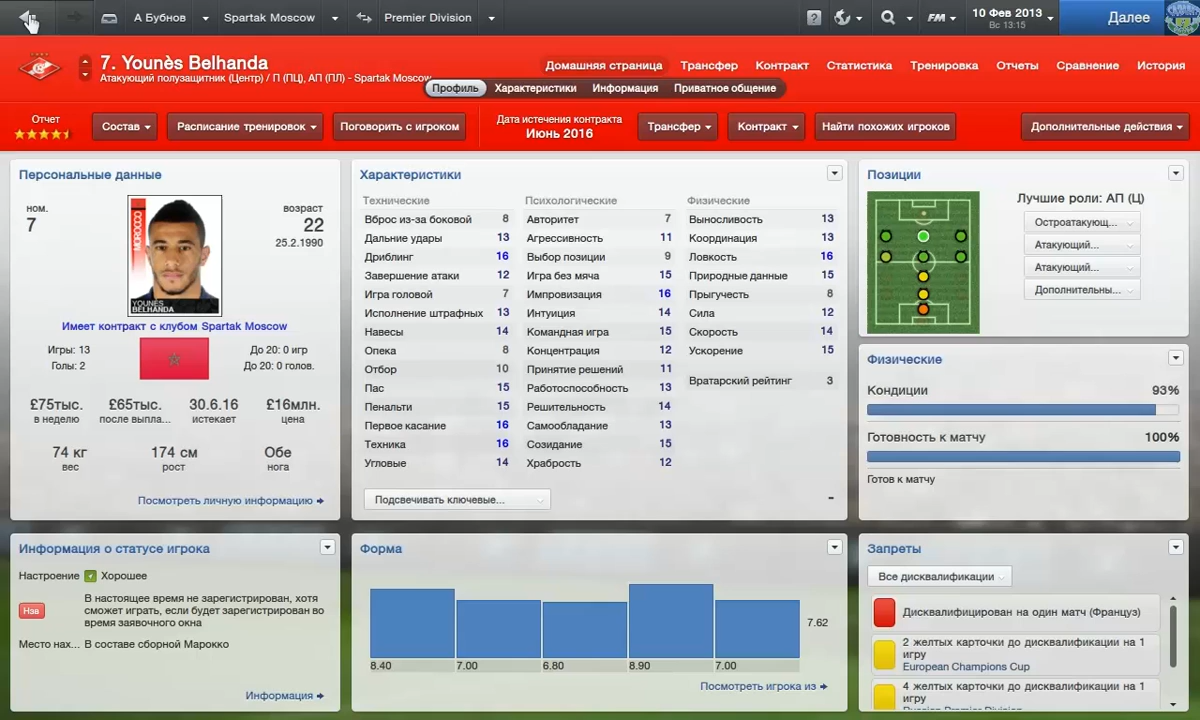 А Бубнов
Spartak Moscow
Premier Division
?
FM
10 Фев 2013
Вс 13:15
Далее
7. Younès Belhanda
Атакующий полузащитник (Центр) / П (ПЦ), АП (ПЛ) - Spartak Moscow
Домашняя страница
Трансфер
Контракт
Статистика
Тренировка
Отчеты
Сравнение
История
Профиль
Характеристики
Информация
Приватное общение
Отчет
Состав
Расписание тренировок
Поговорить с игроком
Дата истечения контракта
Июнь 2016
Трансфер
Контракт
Найти похожих игроков
Дополнительные действия
Персональные данные
ном.
7
MOROCCO
YOUNÈS
BELHANDA
возраст
22
25.2.1990
Имеет контракт с клубом Spartak Moscow
Игры: 13
Голы: 2
До 20: 0 игр
До 20: 0 голов.
£75тыс.
в неделю
£65тыс.
после выпла...
30.6.16
истекает
£16млн.
цена
74 кг
вес
174 см
рост
Обе
нога
Посмотреть личную информацию
Характеристики
Технические
Вброс из-за боковой 8
Дальние удары 13
Дриблинг 16
Завершение атаки 12
Игра головой 7
Исполнение штрафных 13
Навесы 14
Опека 8
Отбор 10
Пас 15
Пенальти 15
Первое касание 16
Техника 16
Угловые 14
Психологические
Авторитет 7
Агрессивность 11
Выбор позиции 9
Игра без мяча 15
Импровизация 16
Интуиция 14
Командная игра 15
Концентрация 12
Принятие решений 11
Работоспособность 13
Решительность 14
Самообладание 13
Созидание 15
Храбрость 12
Физические
Выносливость 13
Координация 13
Ловкость 16
Природные данные 15
Прыгучесть 8
Сила 12
Скорость 14
Ускорение 15
Вратарский рейтинг 3
Подсвечивать ключевые...
-
Позиции
Лучшие роли: АП (Ц)
Остроатакующ...
Атакующий...
Атакующий...
Дополнительны...
Физические
Кондиции 93%
Готовность к матчу 100%
Готов к матчу
Информация о статусе игрока
Настроение Хорошее
Нзв
В настоящее время не зарегистрирован, хотя
сможет играть, если будет зарегистрирован во
время заявочного окна
Место нах... В составе сборной Марокко
Информация
Форма
8.40 7.00 6.80 8.90 7.00
7.62
Посмотреть игрока из
Запреты
Все дисквалификации
Дисквалифицирован на один матч (Француз)
2 желтых карточки до дисквалификации на 1
игру
European Champions Cup
4 желтых карточки до дисквалификации на 1
игру
Russian Premier Division